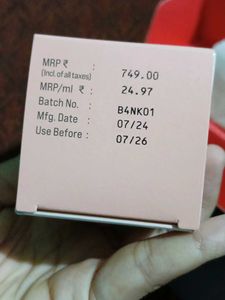 MRP ₹ : 749.00
(Incl. of all taxes)
MRP/ml ₹ : 24.97
Batch No. : B4NK01
Mfg. Date : 07/24
Use Before : 07/26